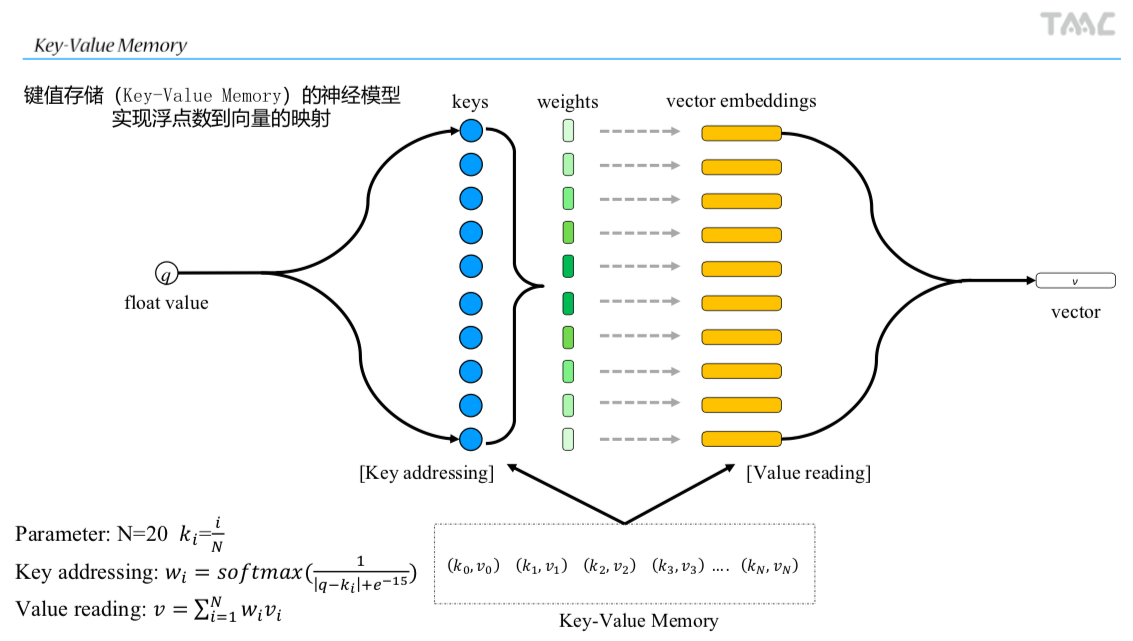 TMAC
Key-Value Memory
键值存储（Key-Value Memory）的神经模型
实现浮点数到向量的映射
keys
weights
vector embeddings
q
float value
v
vector
[Key addressing]
[Value reading]
Parameter: N=20 k_i=i/N
Key addressing: w_i = softmax(1/(|q-k_i|+e^{-15}))
Value reading: v = ∑_{i=1}^{N} w_i v_i
(k_0, v_0) (k_1, v_1) (k_2, v_2) (k_3, v_3) .... (k_N, v_N)
Key-Value Memory